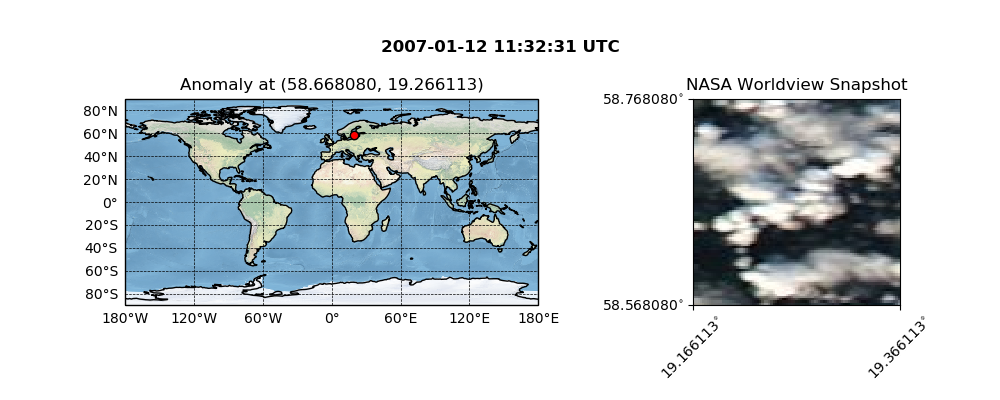 2007-01-12 11:32:31 UTC
Anomaly at (58.668080, 19.266113)
80°N
60°N
40°N
20°N
0°
20°S
40°S
60°S
80°S
180°W 120°W 60°W 0° 60°E 120°E 180°E
NASA Worldview Snapshot
58.768080°
58.568080°
19.166113°
19.366113°